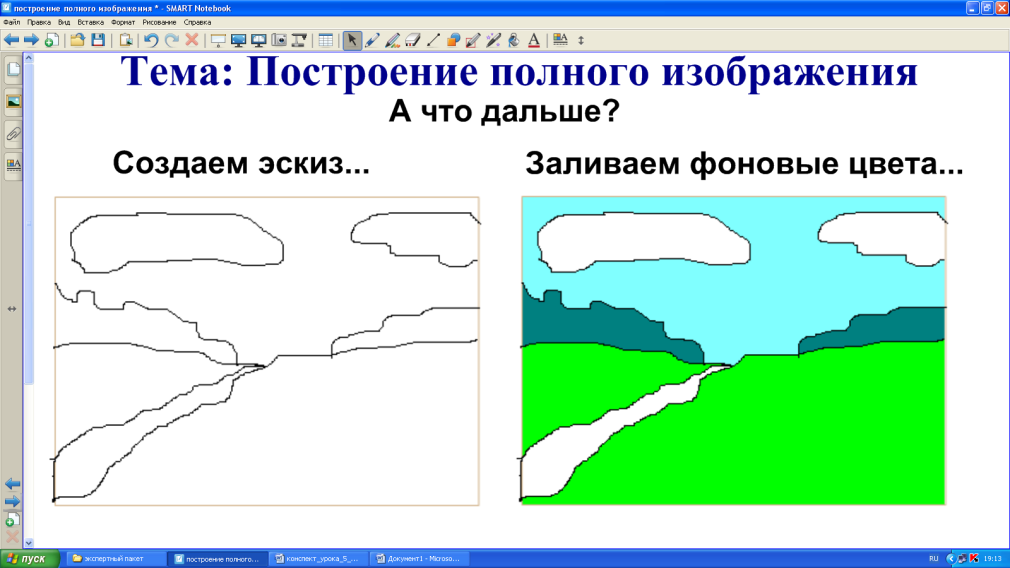 построение полного изображения * - SMART Notebook
Файл Правка Вид Вставка Формат Рисование Справка
Тема: Построение полного изображения
А что дальше?
Создаем эскиз...
Заливаем фоновые цвета...
пуск
экспертный пакет
построение полного...
конспект_урока_5_...
Документ1 - Microso...
RU
19:13